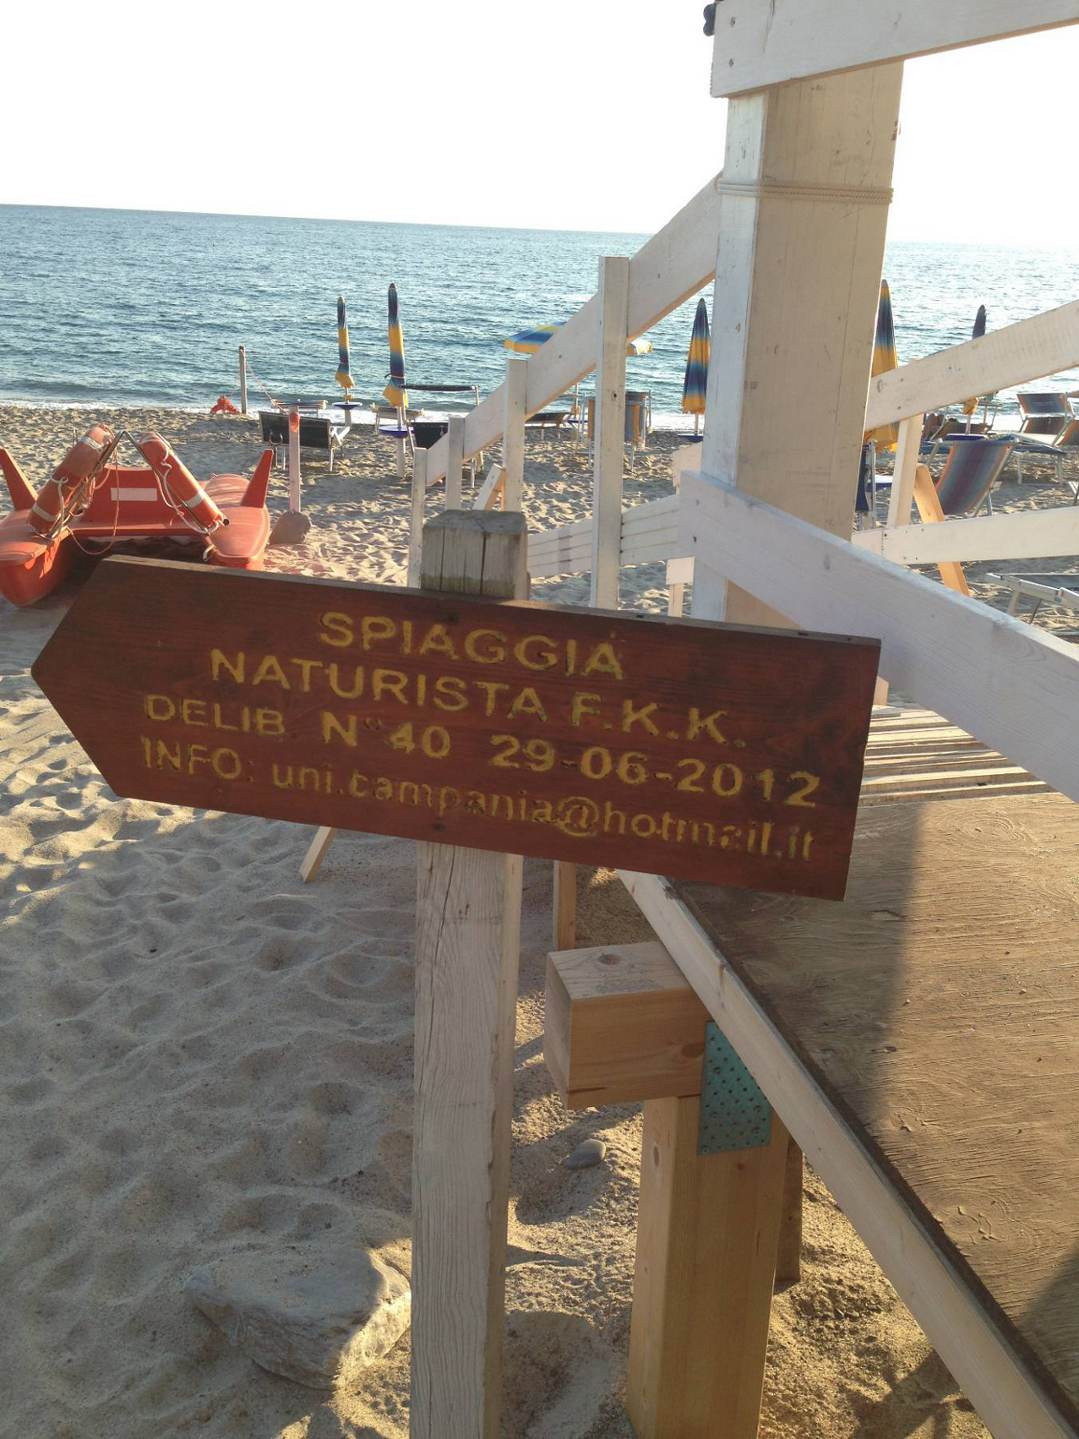 SPIAGGIA
NATURISTA F.K.K.
DELIB. N° 40 29-06-2012
INFO: uni.campania@hotmail.it